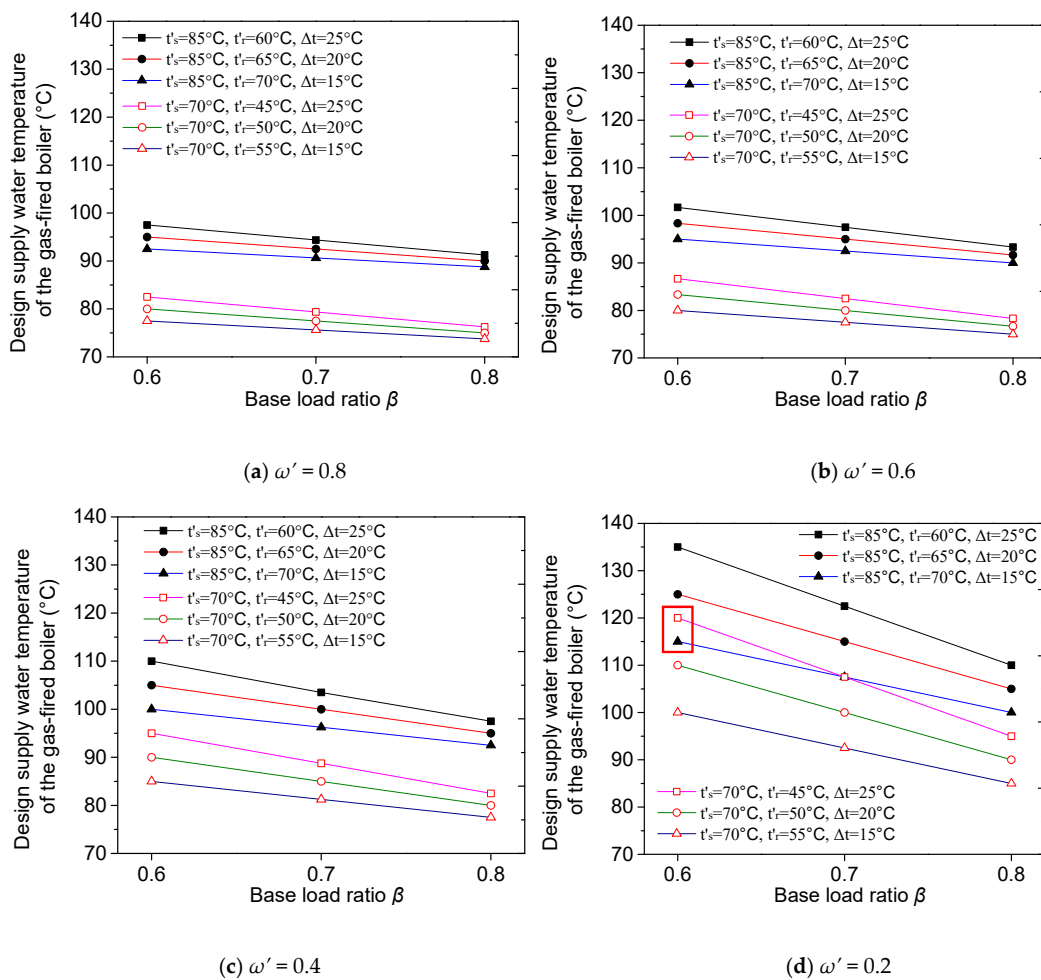 Design supply water temperature
of the gas-fired boiler (°C)
140
130
120
110
100
90
80
70
t's=85°C, t'r=60°C, Δt=25°C
t's=85°C, t'r=65°C, Δt=20°C
t's=85°C, t'r=70°C, Δt=15°C
t's=70°C, t'r=45°C, Δt=25°C
t's=70°C, t'r=50°C, Δt=20°C
t's=70°C, t'r=55°C, Δt=15°C
0.6 0.7 0.8
Base load ratio β
(a) ω′ = 0.8
Design supply water temperature
of the gas-fired boiler (°C)
140
130
120
110
100
90
80
70
t's=85°C, t'r=60°C, Δt=25°C
t's=85°C, t'r=65°C, Δt=20°C
t's=85°C, t'r=70°C, Δt=15°C
t's=70°C, t'r=45°C, Δt=25°C
t's=70°C, t'r=50°C, Δt=20°C
t's=70°C, t'r=55°C, Δt=15°C
0.6 0.7 0.8
Base load ratio β
(b) ω′ = 0.6
Design supply water temperature
of the gas-fired boiler (°C)
140
130
120
110
100
90
80
70
t's=85°C, t'r=60°C, Δt=25°C
t's=85°C, t'r=65°C, Δt=20°C
t's=85°C, t'r=70°C, Δt=15°C
t's=70°C, t'r=45°C, Δt=25°C
t's=70°C, t'r=50°C, Δt=20°C
t's=70°C, t'r=55°C, Δt=15°C
0.6 0.7 0.8
Base load ratio β
(c) ω′ = 0.4
Design supply water temperature
of the gas-fired boiler (°C)
140
130
120
110
100
90
80
70
t's=85°C, t'r=60°C, Δt=25°C
t's=85°C, t'r=65°C, Δt=20°C
t's=85°C, t'r=70°C, Δt=15°C
t's=70°C, t'r=45°C, Δt=25°C
t's=70°C, t'r=50°C, Δt=20°C
t's=70°C, t'r=55°C, Δt=15°C
0.6 0.7 0.8
Base load ratio β
(d) ω′ = 0.2